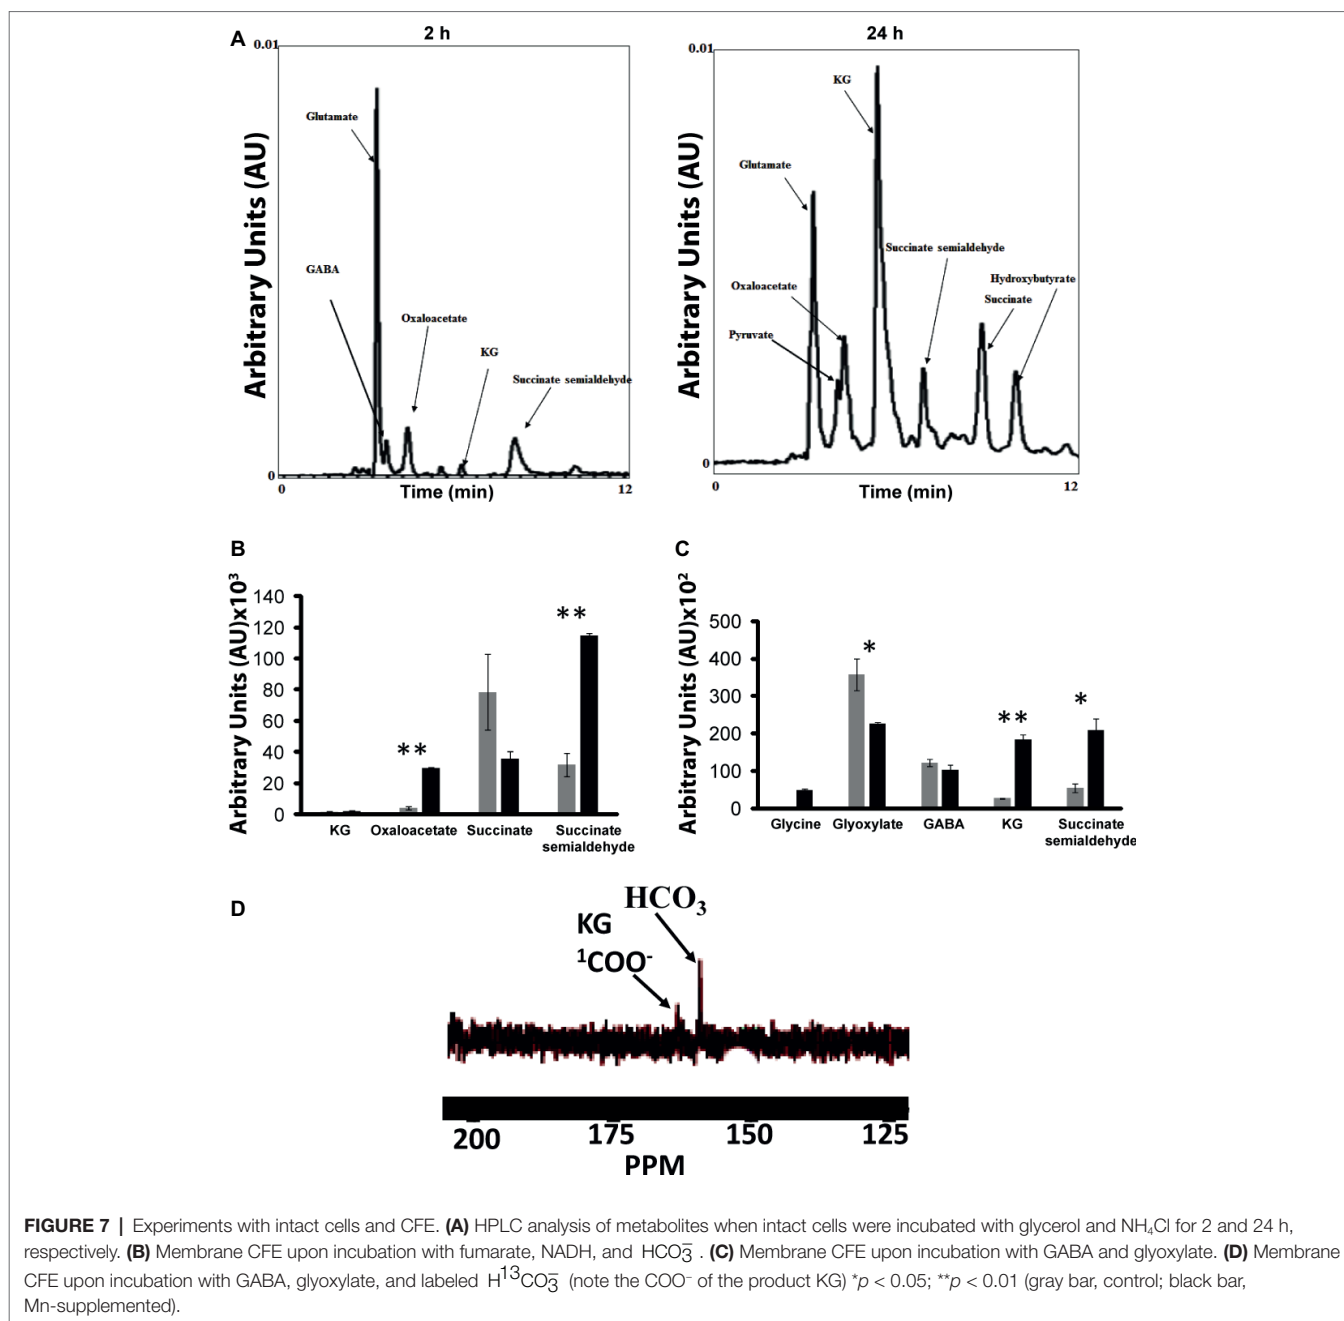 A
2 h
24 h
0.01
0.01
Arbitrary Units (AU)
Arbitrary Units (AU)
Glutamate
GABA
Oxaloacetate
KG
Succinate semialdehyde
KG
Glutamate
Succinate semialdehyde
Oxaloacetate
Hydroxybutyrate
Succinate
Pyruvate
0
0
0
Time (min)
12
0
Time (min)
12
B
C
Arbitrary Units (AU)x10³
140
120
100
80
60
40
20
0
**
**
KG Oxaloacetate Succinate Succinate
semialdehyde
Arbitrary Units (AU)x10²
500
400
300
200
100
0
*
**
*
Glycine Glyoxylate GABA KG Succinate
semialdehyde
D
HCO₃
KG
¹COO⁻
200 175 150 125
PPM
FIGURE 7 | Experiments with intact cells and CFE. (A) HPLC analysis of metabolites when intact cells were incubated with glycerol and NH₄Cl for 2 and 24 h,
respectively. (B) Membrane CFE upon incubation with fumarate, NADH, and HCO₃⁻ . (C) Membrane CFE upon incubation with GABA and glyoxylate. (D) Membrane
CFE upon incubation with GABA, glyoxylate, and labeled H¹³CO₃⁻ (note the COO⁻ of the product KG) *p < 0.05; **p < 0.01 (gray bar, control; black bar,
Mn-supplemented).